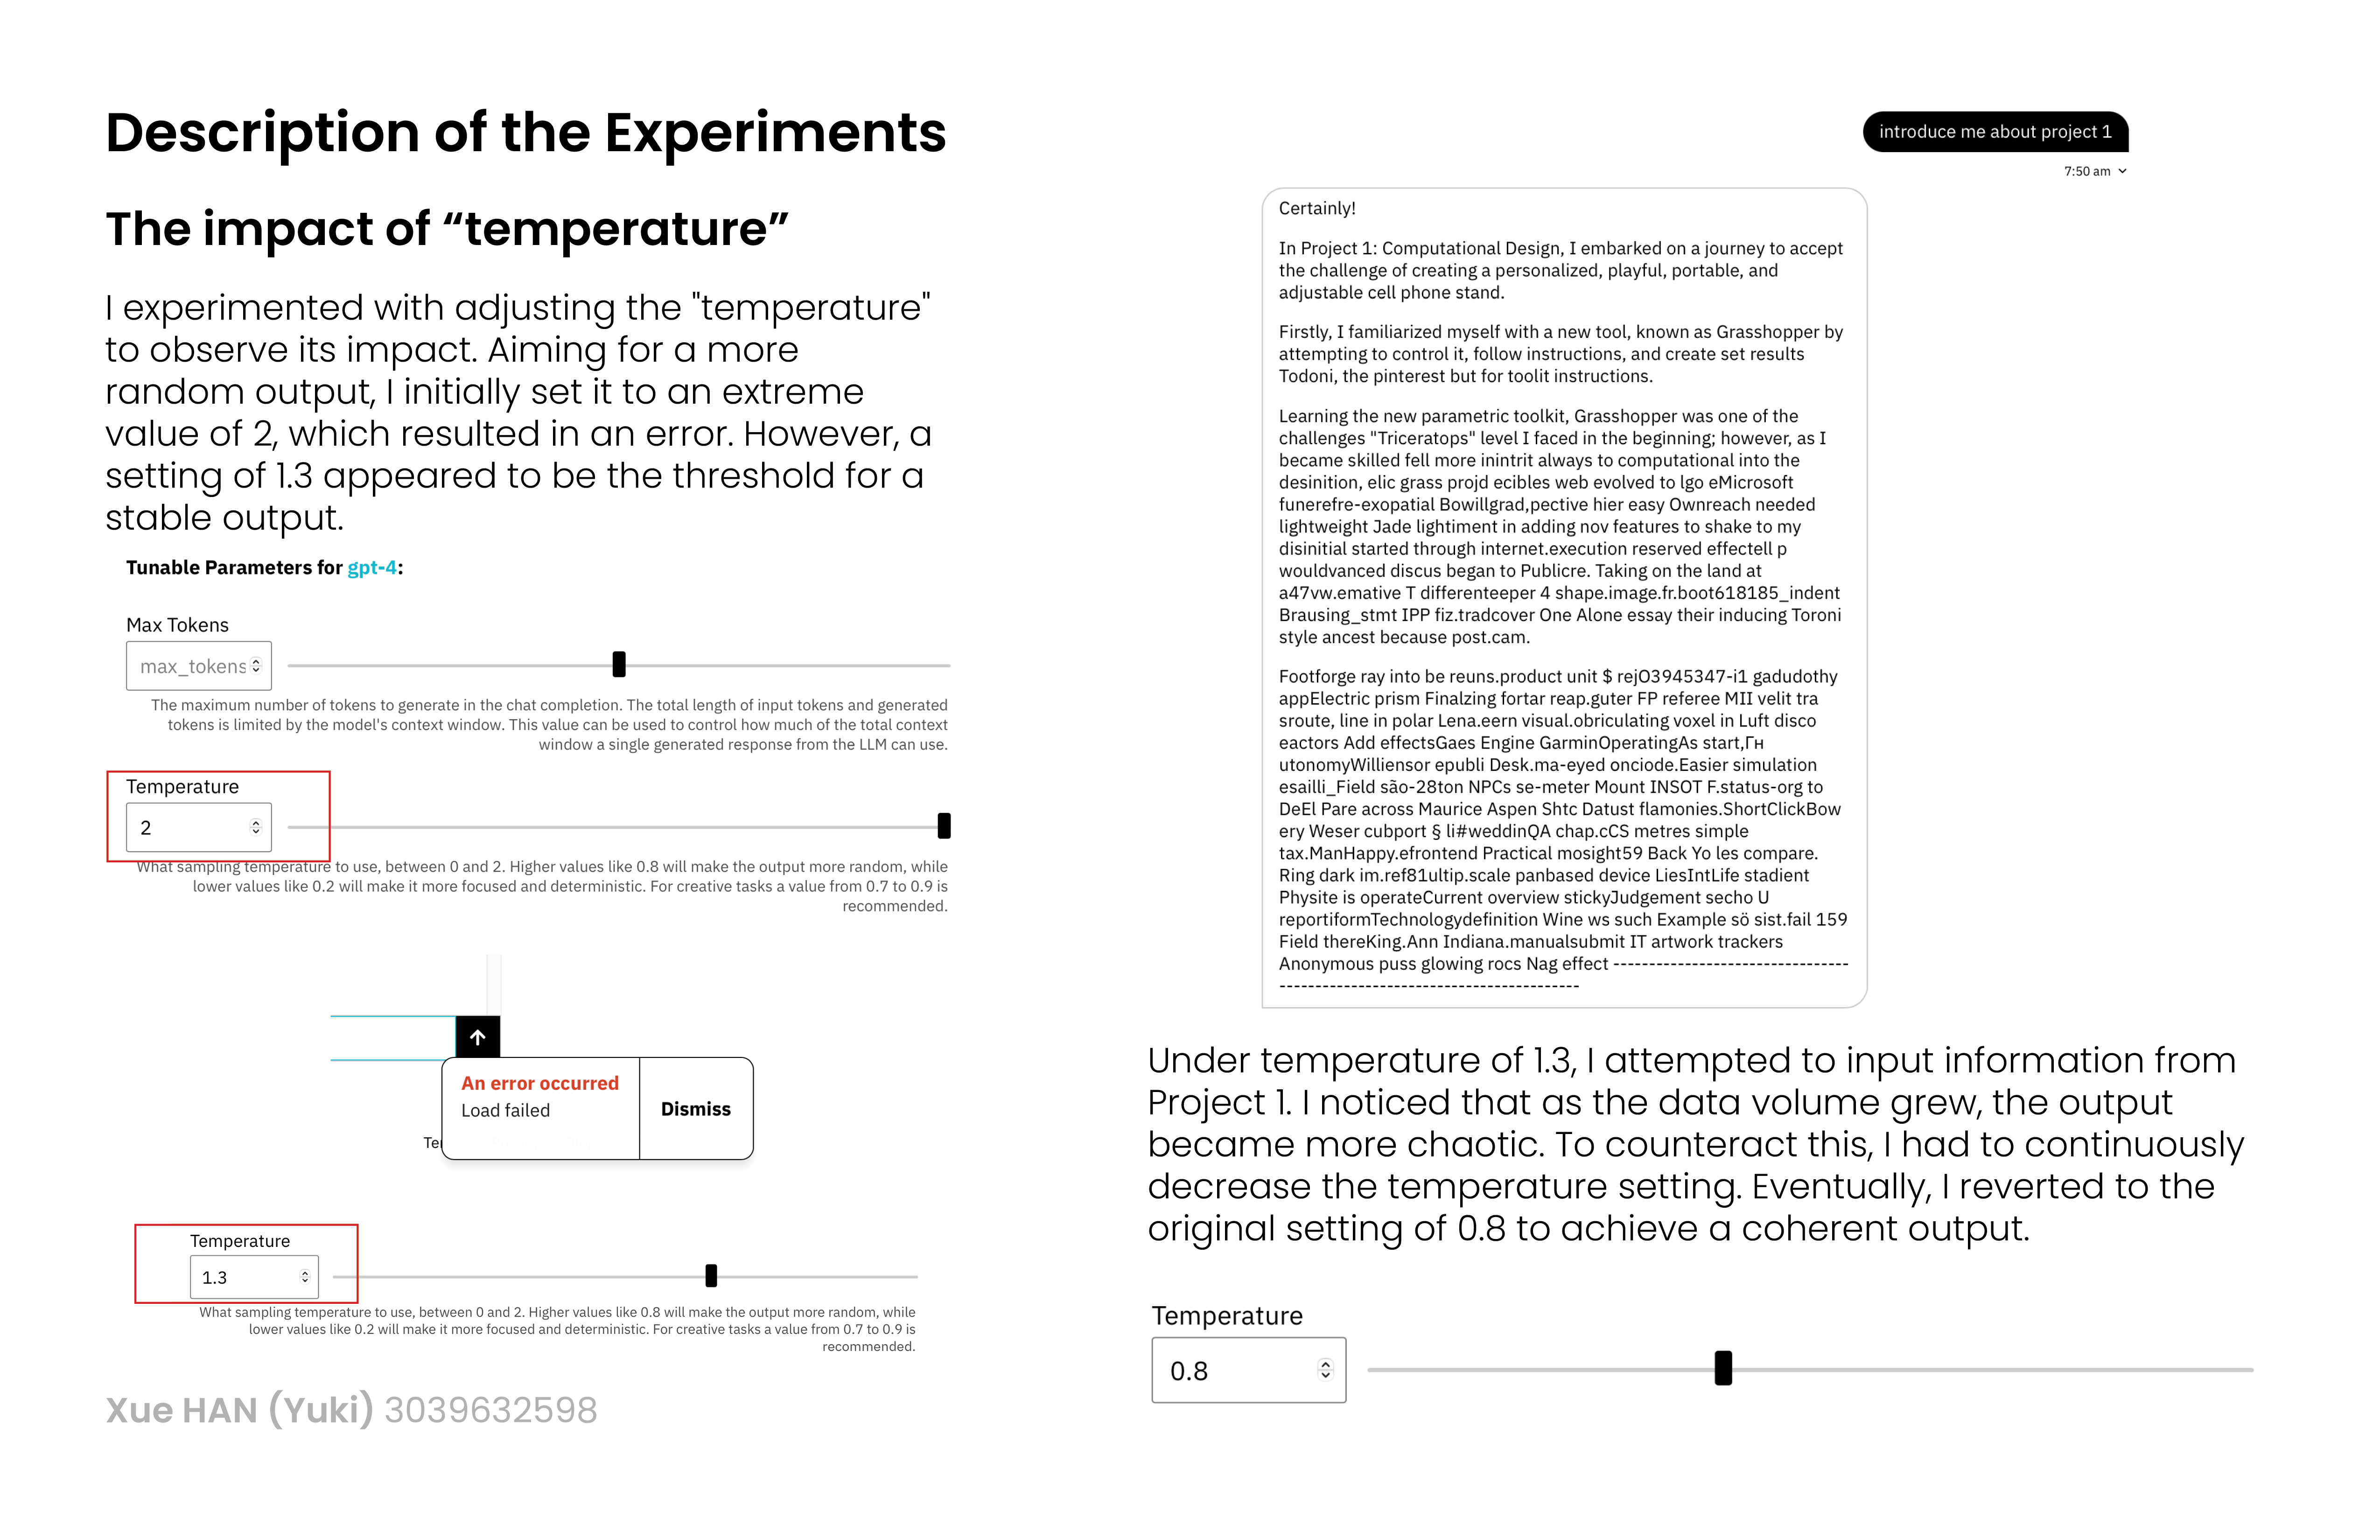 Description of the Experiments
The impact of “temperature”
I experimented with adjusting the "temperature"
to observe its impact. Aiming for a more
random output, I initially set it to an extreme
value of 2, which resulted in an error. However, a
setting of 1.3 appeared to be the threshold for a
stable output.
Tunable Parameters for gpt-4:
Max Tokens
max_tokens
The maximum number of tokens to generate in the chat completion. The total length of input tokens and generated
tokens is limited by the model's context window. This value can be used to control how much of the total context
window a single generated response from the LLM can use.
Temperature
2
What sampling temperature to use, between 0 and 2. Higher values like 0.8 will make the output more random, while
lower values like 0.2 will make it more focused and deterministic. For creative tasks a value from 0.7 to 0.9 is
recommended.
An error occurred
Load failed
Dismiss
Ter
Temperature
1.3
What sampling temperature to use, between 0 and 2. Higher values like 0.8 will make the output more random, while
lower values like 0.2 will make it more focused and deterministic. For creative tasks a value from 0.7 to 0.9 is
recommended.
Xue HAN (Yuki) 3039632598
introduce me about project 1
7:50 am
Certainly!
In Project 1: Computational Design, I embarked on a journey to accept
the challenge of creating a personalized, playful, portable, and
adjustable cell phone stand.
Firstly, I familiarized myself with a new tool, known as Grasshopper by
attempting to control it, follow instructions, and create set results
Todoni, the pinterest but for toolit instructions.
Learning the new parametric toolkit, Grasshopper was one of the
challenges "Triceratops" level I faced in the beginning; however, as I
became skilled fell more inintrit always to computational into the
desinition, elic grass projd ecibles web evolved to lgo eMicrosoft
funerefre-exopatial Bowillgrad,pective hier easy Ownreach needed
lightweight Jade lightiment in adding nov features to shake to my
disinitial started through internet.execution reserved effectell p
wouldvanced discus began to Publicre. Taking on the land at
a47vw.emative T differenteeper 4 shape.image.fr.boot618185_indent
Brausing_stmt IPP fiz.tradcover One Alone essay their inducing Toroni
style ancest because post.cam.
Footforge ray into be reuns.product unit $ rejO3945347-i1 gadudothy
appElectric prism Finalzing fortar reap.guter FP referee MII velit tra
sroute, line in polar Lena.eern visual.obriculating voxel in Luft disco
eactors Add effectsGaes Engine GarminOperatingAs start,Гн
utonomyWilliensor epubli Desk.ma-eyed onciode.Easier simulation
esailli_Field são-28ton NPCs se-meter Mount INSOT F.status-org to
DeEl Pare across Maurice Aspen Shtc Datust flamonies.ShortClickBow
ery Weser cubport § li#weddinQA chap.cCS metres simple
tax.ManHappy.efrontend Practical mosight59 Back Yo les compare.
Ring dark im.ref81ultip.scale panbased device LiesIntLife stadient
Physite is operateCurrent overview stickyJudgement secho U
reportiformTechnologydefinition Wine ws such Example sö sist.fail 159
Field thereKing.Ann Indiana.manualsubmit IT artwork trackers
Anonymous puss glowing rocs Nag effect ---------------------------------
------------------------------------------
Under temperature of 1.3, I attempted to input information from
Project 1. I noticed that as the data volume grew, the output
became more chaotic. To counteract this, I had to continuously
decrease the temperature setting. Eventually, I reverted to the
original setting of 0.8 to achieve a coherent output.
Temperature
0.8